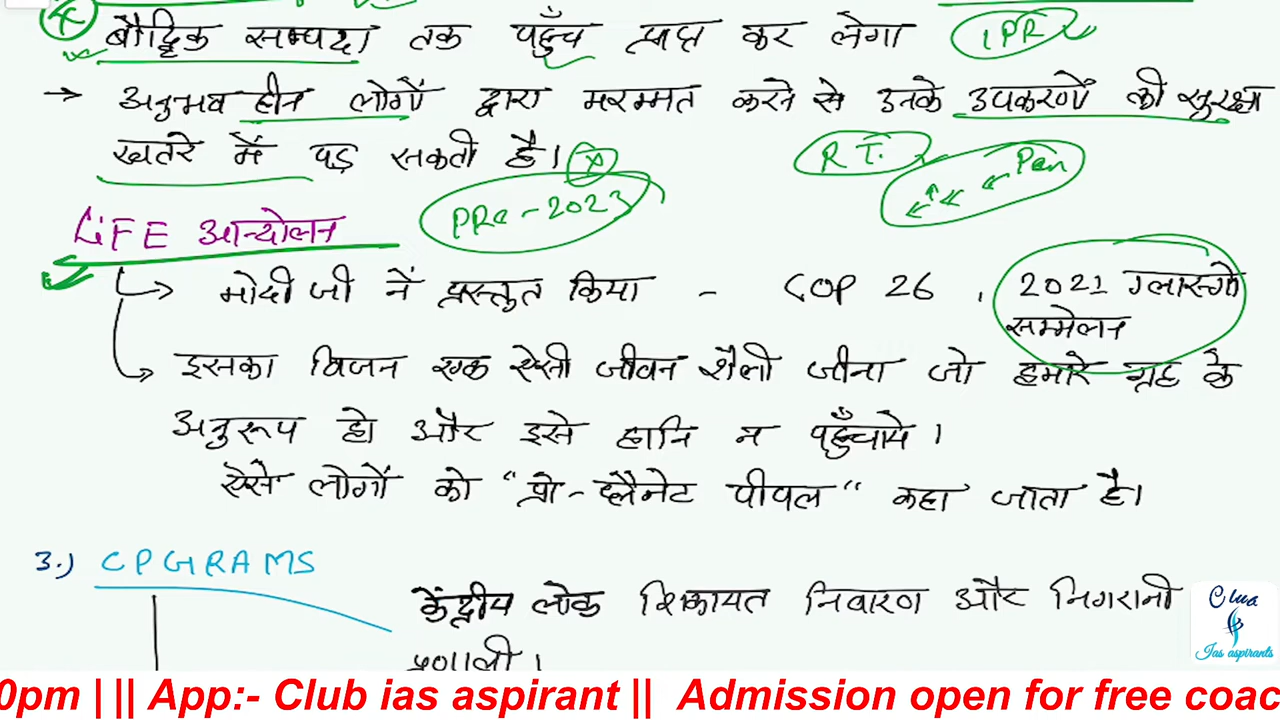 बौद्धिक सम्पदा तक पहुँच प्राप्त कर लेगा IPR
→ अनुभव हीन लोगों द्वारा मरम्मत करने से उनके उपकरणों की सुरक्षा
खतरे में पड़ सकती है। R T. Pen
LiFE आन्दोलन PRe - 2023
मोदी जी ने प्रस्तुत किया - COP 26 , 2021 ग्लास्गो
सम्मेलन
इसका विजन एक ऐसी जीवन शैली जीना जो हमारे ग्रह के
अनुरूप हो और इसे हानि न पहुँचाये।
ऐसे लोगों को "प्रो-प्लैनेट पीपल" कहा जाता है।
3.) CPGRAMS
केंद्रीय लोक शिकायत निवारण और निगरानी
प्रणाली।
Club
Ias aspirants
0pm | || App:- Club ias aspirant || Admission open for free coac